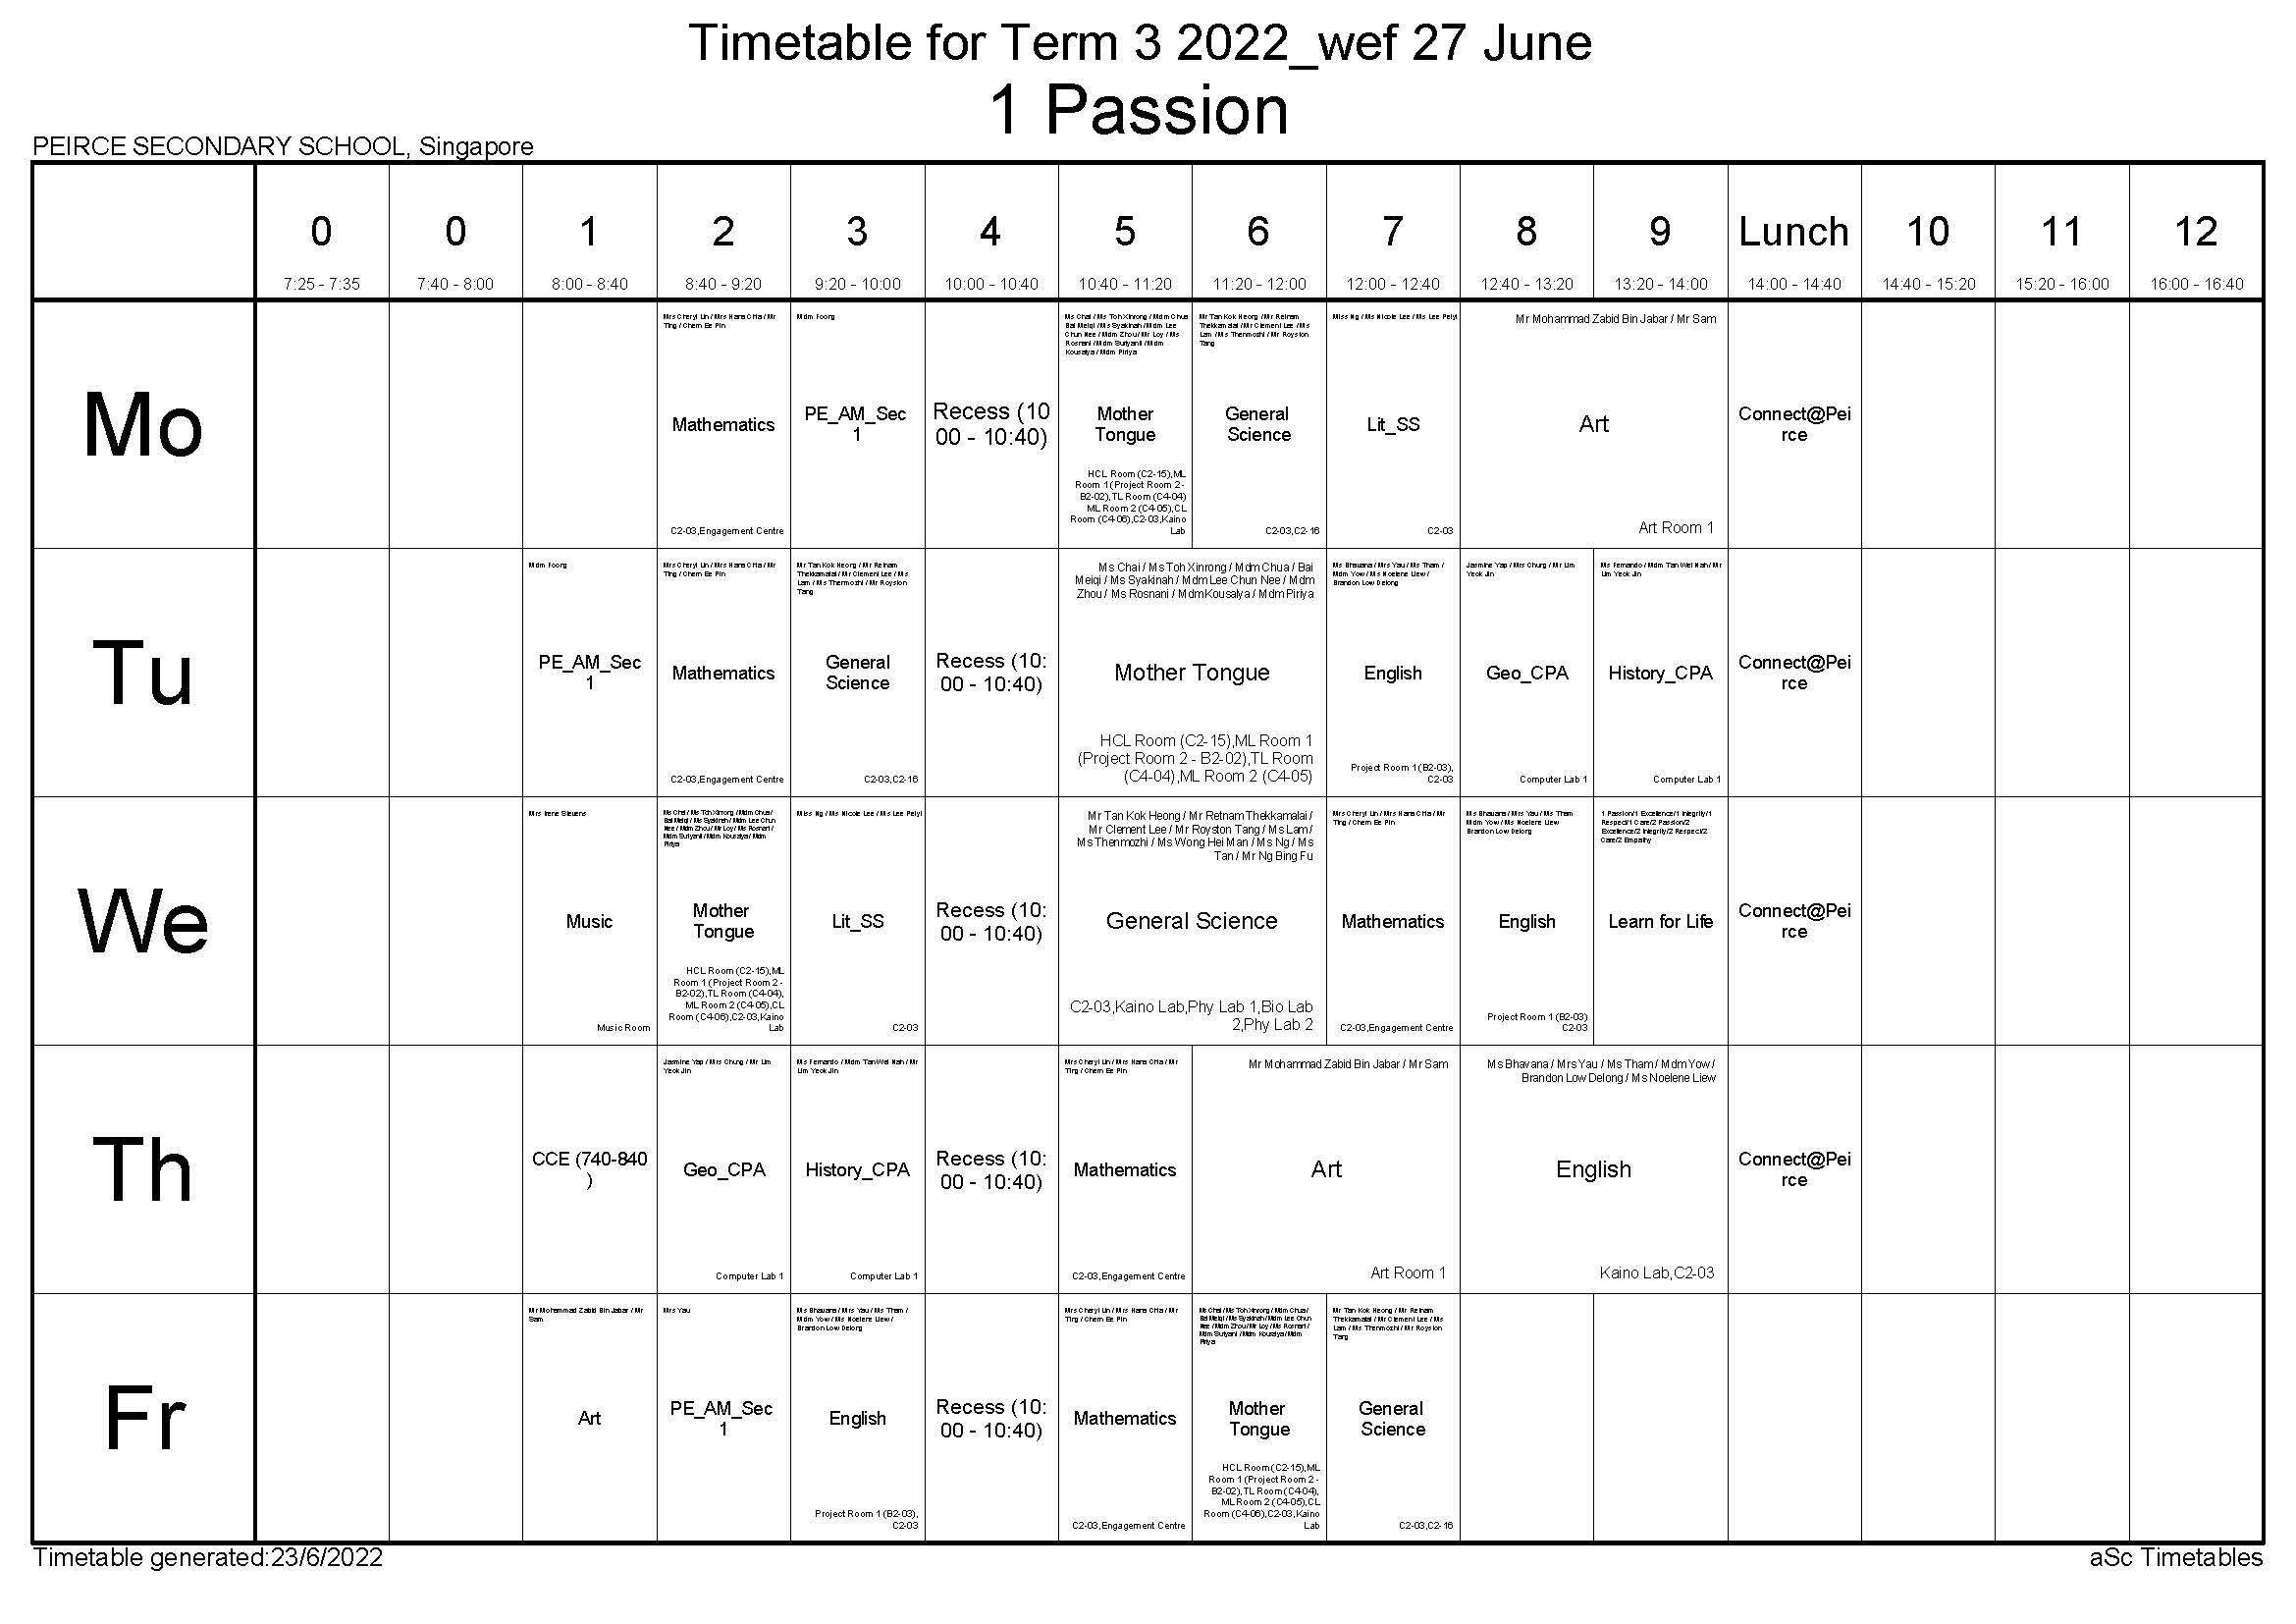 Timetable for Term 3 2022_wef 27 June
1 Passion
PEIRCE SECONDARY SCHOOL, Singapore
0 0 1 2 3 4 5 6 7 8 9 Lunch 10 11 12
7:25 - 7:35 7:40 - 8:00 8:00 - 8:40 8:40 - 9:20 9:20 - 10:00 10:00 - 10:40 10:40 - 11:20 11:20 - 12:00 12:00 - 12:40 12:40 - 13:20 13:20 - 14:00 14:00 - 14:40 14:40 - 15:20 15:20 - 16:00 16:00 - 16:40
Mo
Mrs Cheryl Lin / Mrs Hana Chia / Mr
Ting / Chern Ee Pin
Mathematics
C2-03,Engagement Centre
Mdm Foong
PE_AM_Sec
1
Recess (10
00 - 10:40)
Ms Chai / Ms Toh Xinrong / Mdm Chua
Bai Meiqi / Ms Syakinah / Mdm Lee
Chun Nee / Mdm Zhou / Mr Loy / Ms
Rosnani / Mdm Suriyanti / Mdm
Kousalya / Mdm Piriya
Mother
Tongue
HCL Room (C2-15),ML
Room 1 (Project Room 2 -
B2-02),TL Room (C4-04)
ML Room 2 (C4-05),CL
Room (C4-06),C2-03,Kaino
Lab
Mr Tan Kok Heong / Mr Retnam
Thekkamalai / Mr Clement Lee / Ms
Lam / Ms Thenmozhi / Mr Royston
Tang
General
Science
C2-03,C2-16
Miss Ng / Ms Nicole Lee / Ms Lee Peiyi
Lit_SS
C2-03
Mr Mohammad Zabid Bin Jabar / Mr Sam
Art
Art Room 1
Connect@Pei
rce
Tu
Mdm Foong
PE_AM_Sec
1
Mrs Cheryl Lin / Mrs Hana Chia / Mr
Ting / Chern Ee Pin
Mathematics
C2-03,Engagement Centre
Mr Tan Kok Heong / Mr Retnam
Thekkamalai / Mr Clement Lee / Ms
Lam / Ms Thenmozhi / Mr Royston
Tang
General
Science
C2-03,C2-16
Recess (10:
00 - 10:40)
Ms Chai / Ms Toh Xinrong / Mdm Chua / Bai
Meiqi / Ms Syakinah / Mdm Lee Chun Nee / Mdm
Zhou / Ms Rosnani / Mdm Kousalya / Mdm Piriya
Mother Tongue
HCL Room (C2-15),ML Room 1
(Project Room 2 - B2-02),TL Room
(C4-04),ML Room 2 (C4-05)
Ms Bhavana / Mrs Yau / Ms Tham /
Mdm Yow / Ms Noelene Liew /
Brandon Low Delong
English
Project Room 1 (B2-03),
C2-03
Jasmine Yap / Mrs Chung / Mr Lim
Yeok Jin
Geo_CPA
Computer Lab 1
Ms Fernando / Mdm Tan Wei Nah / Mr
Lim Yeok Jin
History_CPA
Computer Lab 1
Connect@Pei
rce
We
Mrs Irene Stevens
Music
Music Room
Ms Chai / Ms Toh Xinrong / Mdm Chua /
Bai Meiqi / Ms Syakinah / Mdm Lee Chun
Nee / Mdm Zhou / Mr Loy / Ms Rosnani /
Mdm Suriyanti / Mdm Kousalya / Mdm
Piriya
Mother
Tongue
HCL Room (C2-15),ML
Room 1 (Project Room 2 -
B2-02),TL Room (C4-04),
ML Room 2 (C4-05),CL
Room (C4-06),C2-03,Kaino
Lab
Miss Ng / Ms Nicole Lee / Ms Lee Peiyi
Lit_SS
C2-03
Recess (10:
00 - 10:40)
Mr Tan Kok Heong / Mr Retnam Thekkamalai /
Mr Clement Lee / Mr Royston Tang / Ms Lam /
Ms Thenmozhi / Ms Wong Hei Man / Ms Ng / Ms
Tan / Mr Ng Bing Fu
General Science
C2-03,Kaino Lab,Phy Lab 1,Bio Lab
2,Phy Lab 2
Mrs Cheryl Lin / Mrs Hana Chia / Mr
Ting / Chern Ee Pin
Mathematics
C2-03,Engagement Centre
Ms Bhavana / Mrs Yau / Ms Tham
Mdm Yow / Ms Noelene Liew
Brandon Low Delong
English
Project Room 1 (B2-03)
C2-03
1 Passion/1 Excellence/1 Integrity/1
Respect/1 Care/2 Passion/2
Excellence/2 Integrity/2 Respect/2
Care/2 Empathy
Learn for Life
Connect@Pei
rce
Th
CCE (740-840
)
Jasmine Yap / Mrs Chung / Mr Lim
Yeok Jin
Geo_CPA
Computer Lab 1
Ms Fernando / Mdm Tan Wei Nah / Mr
Lim Yeok Jin
History_CPA
Computer Lab 1
Recess (10:
00 - 10:40)
Mrs Cheryl Lin / Mrs Hana Chia / Mr
Ting / Chern Ee Pin
Mathematics
C2-03,Engagement Centre
Mr Mohammad Zabid Bin Jabar / Mr Sam
Art
Art Room 1
Ms Bhavana / Mrs Yau / Ms Tham / Mdm Yow /
Brandon Low Delong / Ms Noelene Liew
English
Kaino Lab,C2-03
Connect@Pei
rce
Fr
Mr Mohammad Zabid Bin Jabar / Mr
Sam
Art
Mrs Yau
PE_AM_Sec
1
Ms Bhavana / Mrs Yau / Ms Tham /
Mdm Yow / Ms Noelene Liew /
Brandon Low Delong
English
Project Room 1 (B2-03),
C2-03
Recess (10:
00 - 10:40)
Mrs Cheryl Lin / Mrs Hana Chia / Mr
Ting / Chern Ee Pin
Mathematics
C2-03,Engagement Centre
Ms Chai / Ms Toh Xinrong / Mdm Chua /
Bai Meiqi / Ms Syakinah / Mdm Lee Chun
Nee / Mdm Zhou / Mr Loy / Ms Rosnani /
Mdm Suriyanti / Mdm Kousalya / Mdm
Piriya
Mother
Tongue
HCL Room (C2-15),ML
Room 1 (Project Room 2 -
B2-02),TL Room (C4-04),
ML Room 2 (C4-05),CL
Room (C4-06),C2-03,Kaino
Lab
Mr Tan Kok Heong / Mr Retnam
Thekkamalai / Mr Clement Lee / Ms
Lam / Ms Thenmozhi / Mr Royston
Tang
General
Science
C2-03,C2-16
Timetable generated:23/6/2022
aSc Timetables